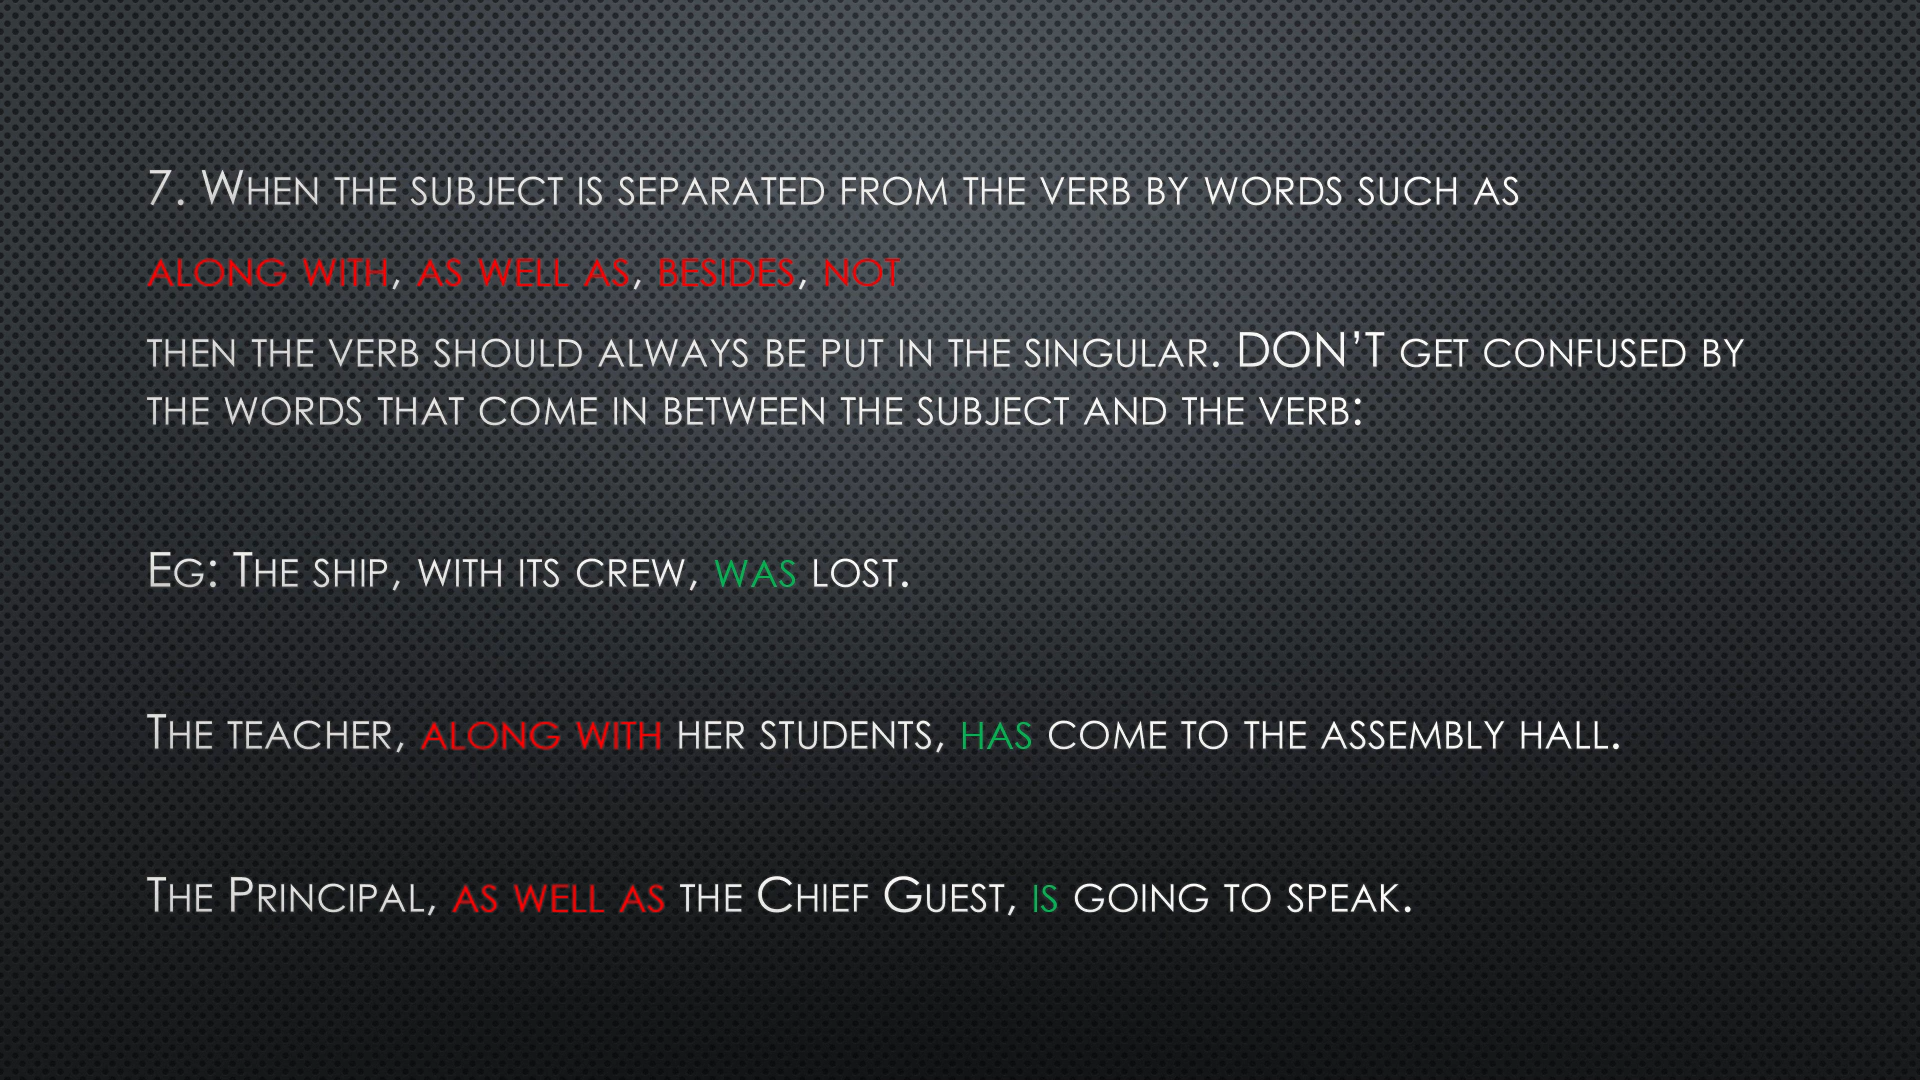 7. When the subject is separated from the verb by words such as
along with, as well as, besides, not
then the verb should always be put in the singular. DON'T get confused by
the words that come in between the subject and the verb:
Eg: The ship, with its crew, was lost.
The teacher, along with her students, has come to the assembly hall.
The Principal, as well as the Chief Guest, is going to speak.